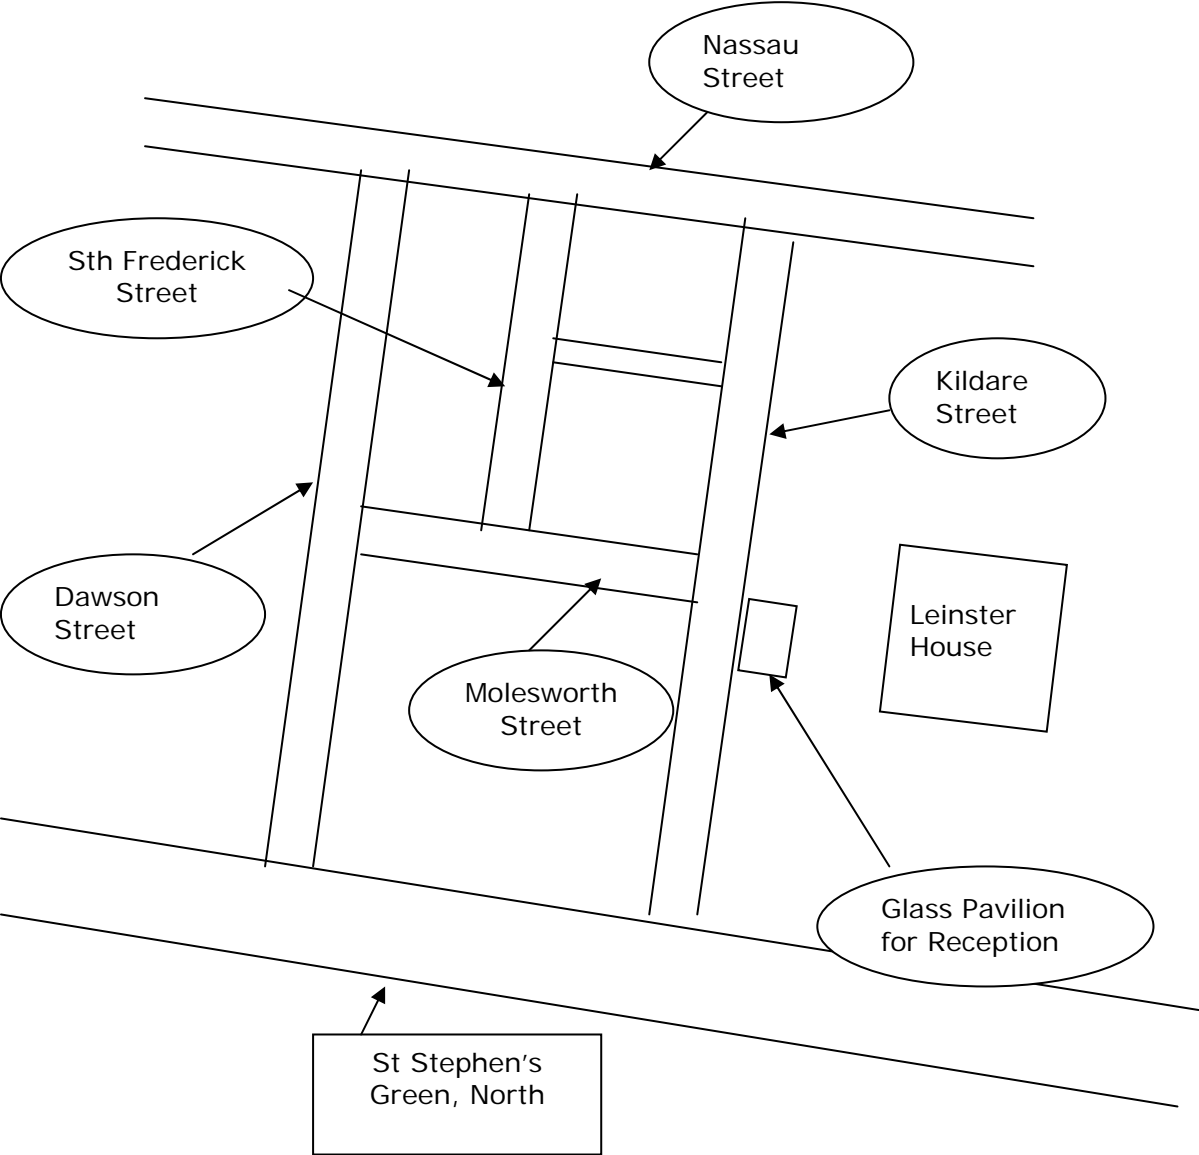 Nassau
Street
Sth Frederick
Street
Kildare
Street
Dawson
Street
Leinster
House
Molesworth
Street
Glass Pavilion
for Reception
St Stephen’s
Green, North